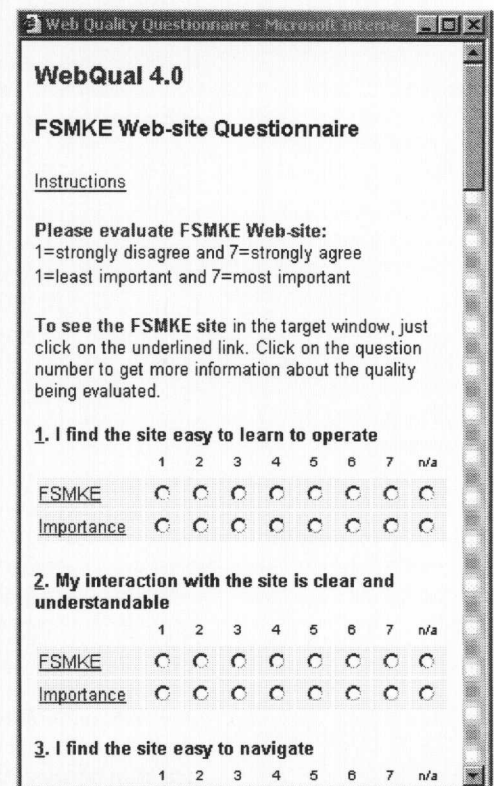 Web Quality Questionnaire - Microsoft Interne...
WebQual 4.0
FSMKE Web-site Questionnaire
Instructions
Please evaluate FSMKE Web-site:
1=strongly disagree and 7=strongly agree
1=least important and 7=most important
To see the FSMKE site in the target window, just
click on the underlined link. Click on the question
number to get more information about the quality
being evaluated.
1. I find the site easy to learn to operate
1 2 3 4 5 6 7 n/a
FSMKE
Importance
2. My interaction with the site is clear and
understandable
1 2 3 4 5 6 7 n/a
FSMKE
Importance
3. I find the site easy to navigate
1 2 3 4 5 6 7 n/a